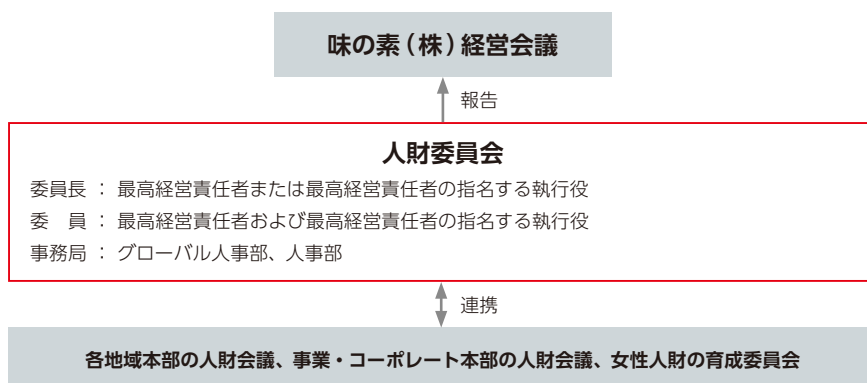 味の素(株)経営会議
報告
人財委員会
委員長 : 最高経営責任者または最高経営責任者の指名する執行役
委　員 : 最高経営責任者および最高経営責任者の指名する執行役
事務局 : グローバル人事部、人事部
連携
各地域本部の人財会議、事業・コーポレート本部の人財会議、女性人財の育成委員会